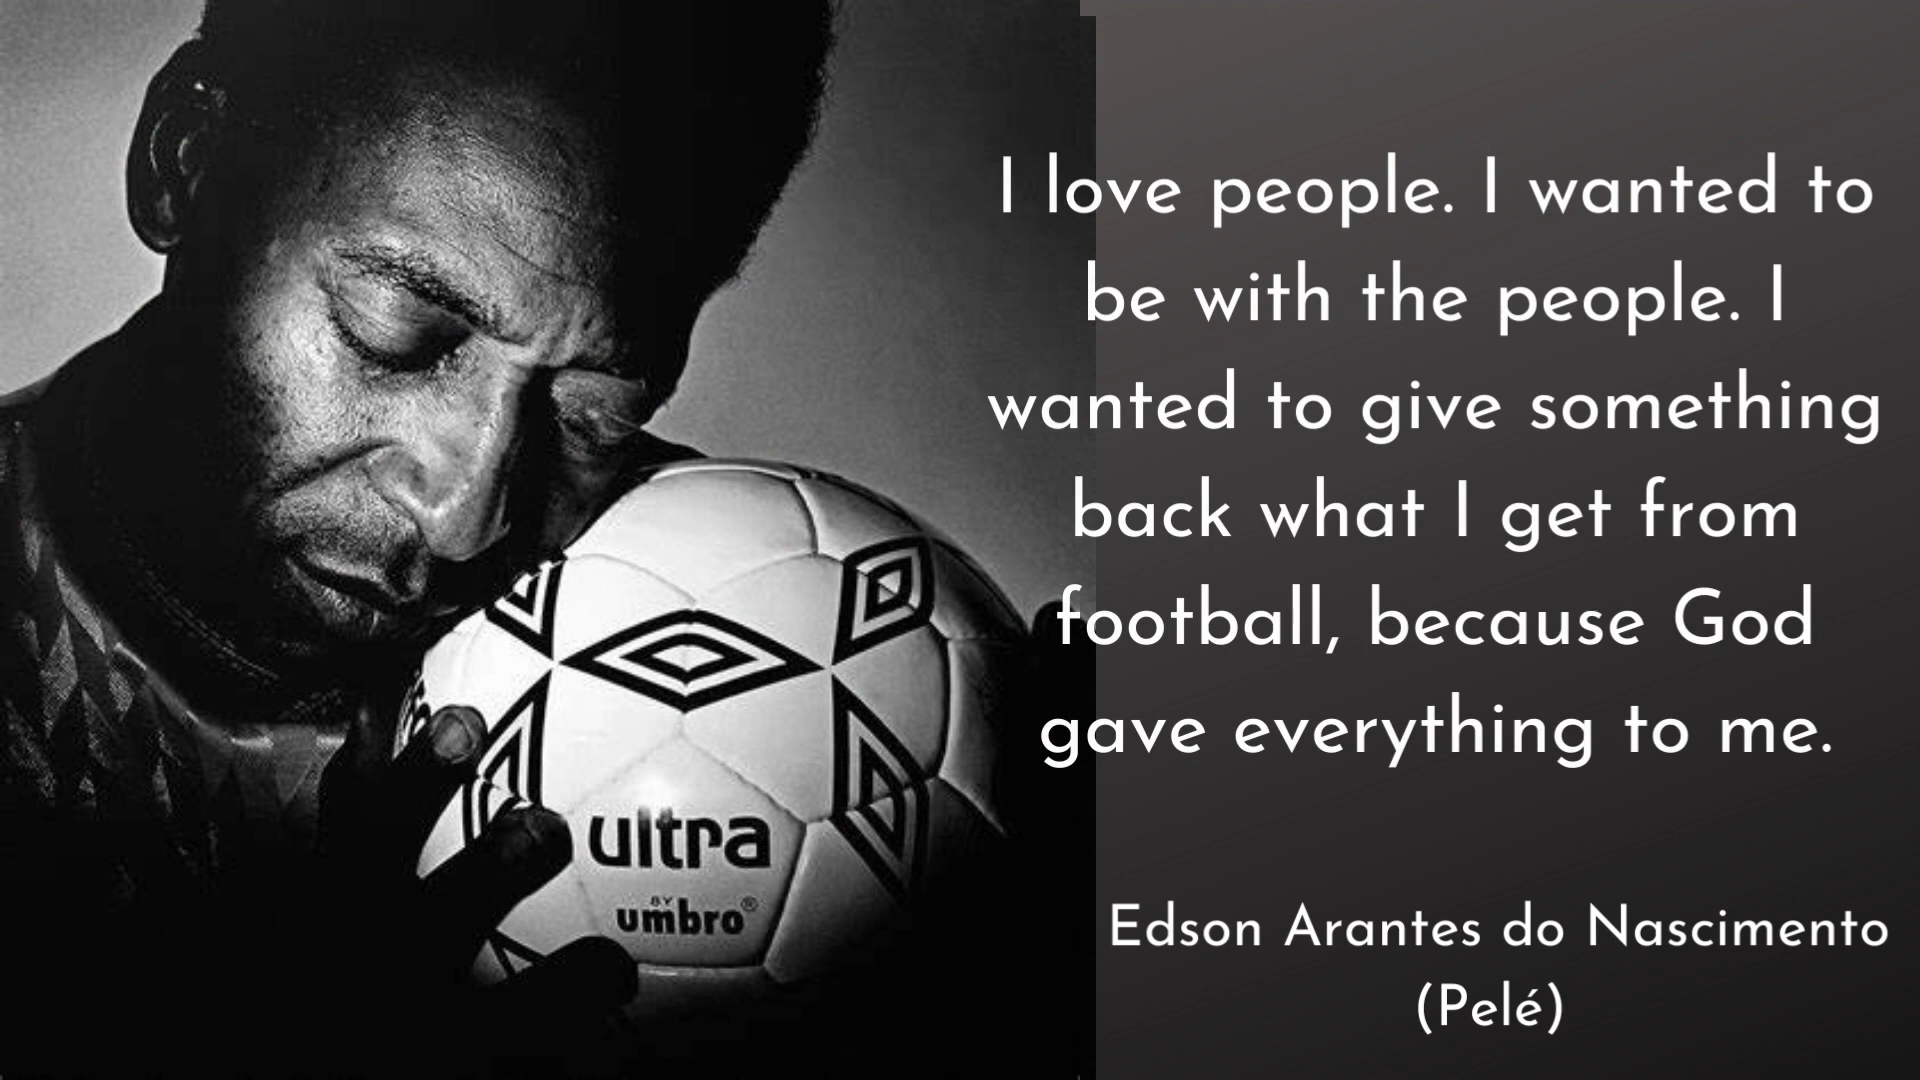 I love people. I wanted to
be with the people. I
wanted to give something
back what I get from
football, because God
gave everything to me.
Edson Arantes do Nascimento
(Pelé)
ultra
BY
umbro®